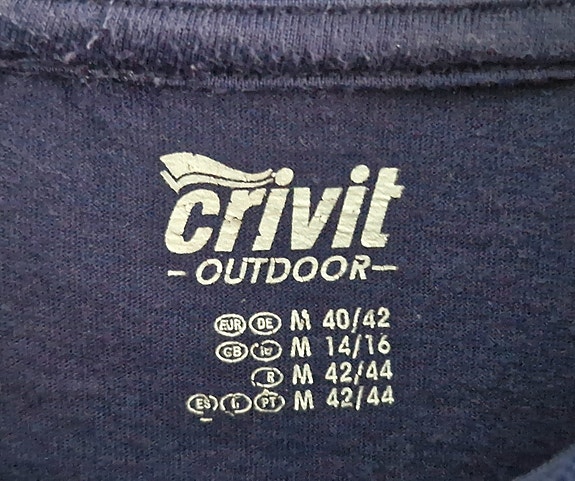 crivit
-OUTDOOR-
EUR DE M 40/42
GB IE M 14/16
M 42/44
ES PT M 42/44